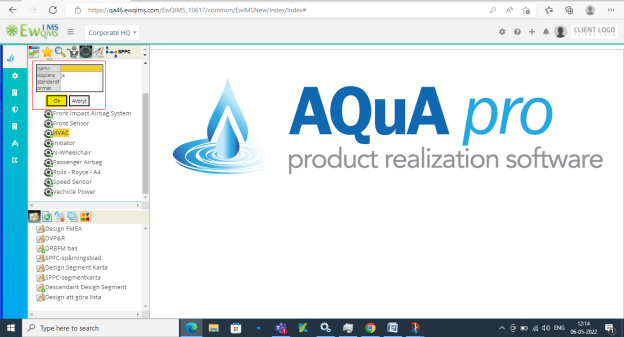 https://qa46.ewqims.com/EwQIMS_10617/common/EwIMSNew/Index/Index#
EwQIMS
Corporate HQ
CLIENT LOGO
SPPC
namn
Kopiera
standardf
ormat
Ok Avbryt
Front Impact Airbag System
Front Sensor
HVAC
Initiator
N-Wheelchair
Passenger Airbag
Rolls - Royce - A4
Speed Sensor
Vechicle Power
AQuA pro
product realization software
Design FMEA
DVP&R
DRBFM bas
SPPC-spårningsblad
Design Segment Karta
SPPC-segmentkarta
Descendant Design Segment
Design att göra lista
Type here to search
ENG
12:14
06-05-2022